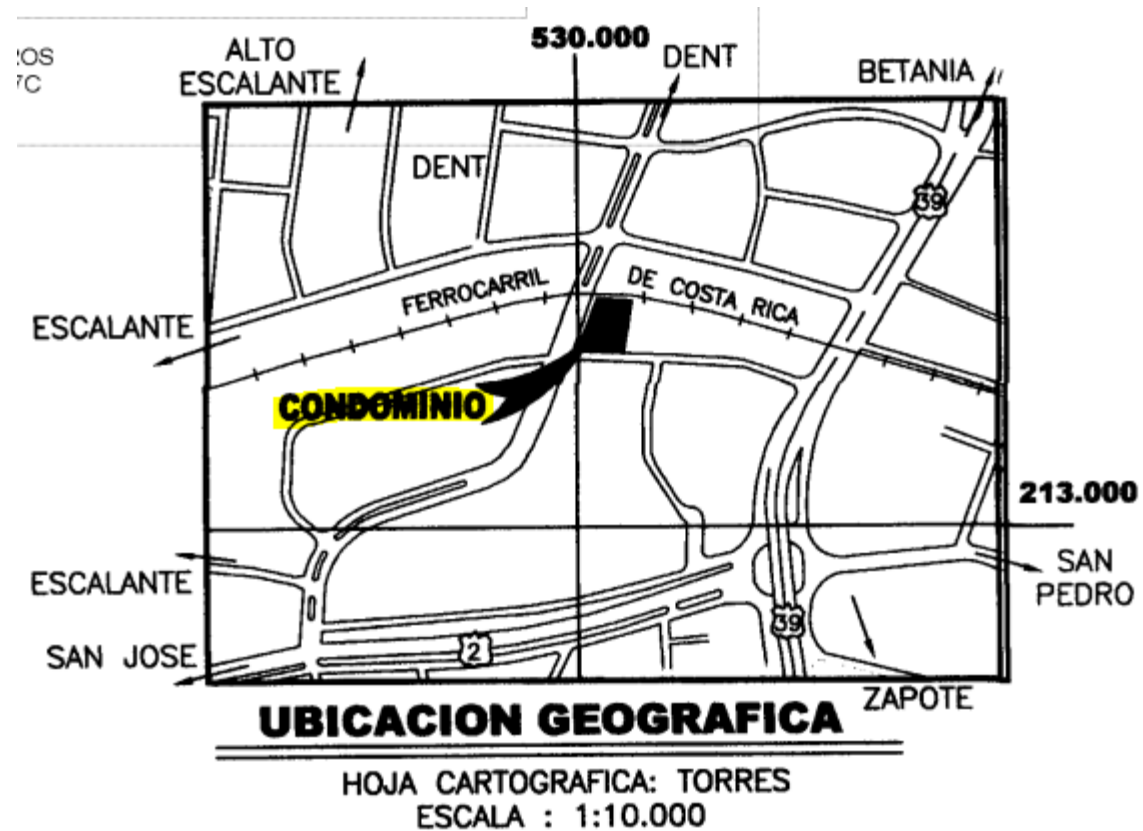 ALTO
ESCALANTE
530.000
DENT
BETANIA
DENT
39
FERROCARRIL
DE COSTA RICA
ESCALANTE
CONDOMINIO
213.000
ESCALANTE
SAN
PEDRO
39
SAN JOSE
2
ZAPOTE
UBICACION GEOGRAFICA
HOJA CARTOGRAFICA: TORRES
ESCALA : 1:10.000